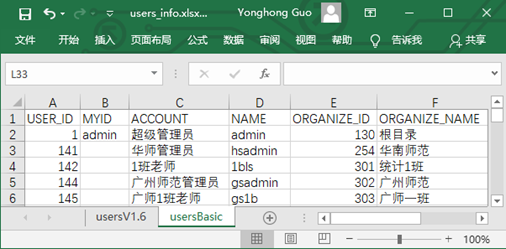 users_info.xlsx... Yonghong Guo
文件 开始 插入 页面布局 公式 数据 审阅 视图 帮助 告诉我 共享
L33 fx
A B C D E F
1 USER_ID MYID ACCOUNT NAME ORGANIZE_ID ORGANIZE_NAME
2 1 admin 超级管理员 admin 130 根目录
3 141 华师管理员 hsadmin 254 华南师范
4 142 1班老师 1bls 301 统计1班
5 144 广州师范管理员 gsadmin 302 广州师范
6 145 广师1班老师 gs1b 303 广师一班
usersV1.6 usersBasic
100%